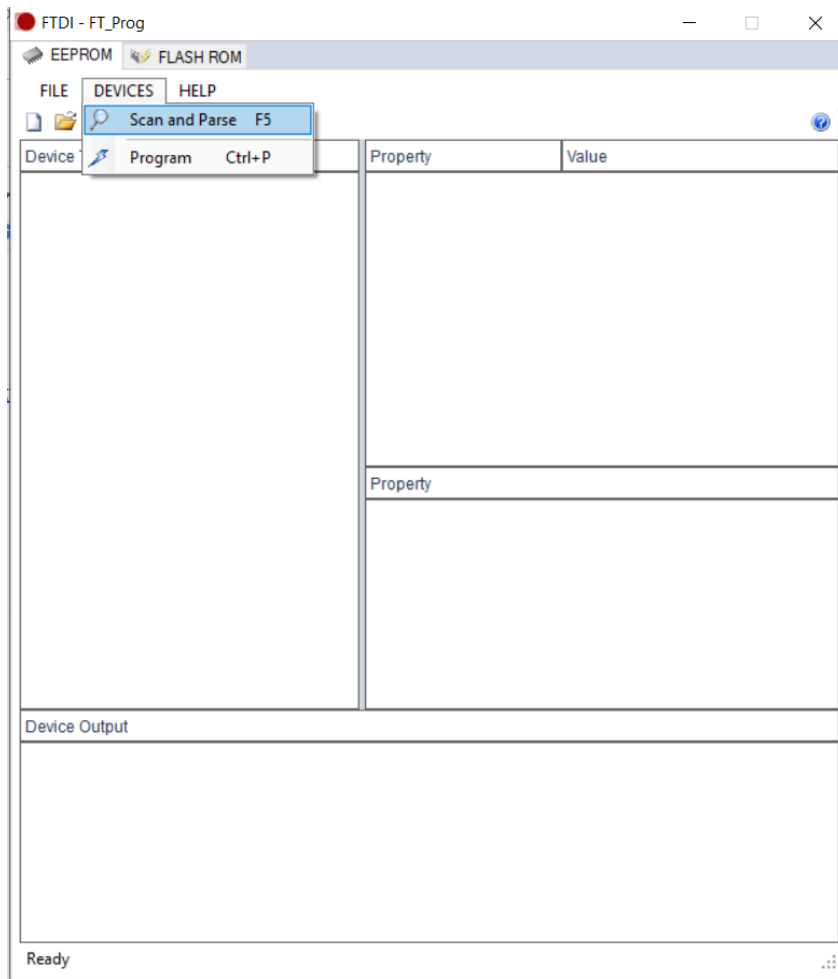 FTDI - FT_Prog
EEPROM FLASH ROM
FILE DEVICES HELP
Scan and Parse F5
Device Property Value
Program Ctrl+P
Property
Device Output
Ready